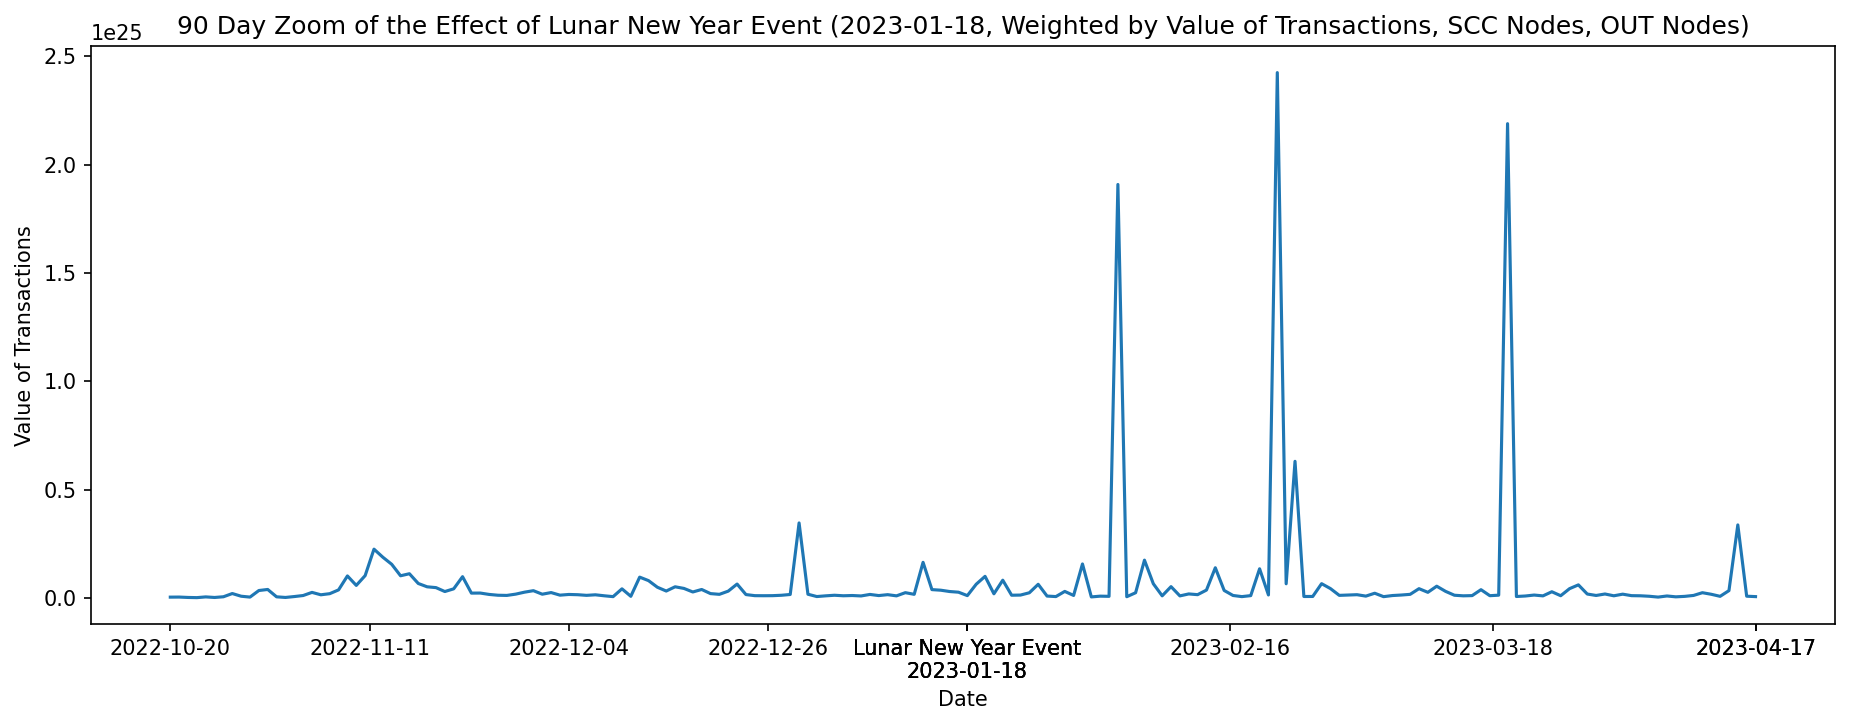 90 Day Zoom of the Effect of Lunar New Year Event (2023-01-18, Weighted by Value of Transactions, SCC Nodes, OUT Nodes)
1e25
2.5
2.0
1.5
1.0
0.5
0.0
Value of Transactions
2022-10-20 2022-11-11 2022-12-04 2022-12-26 Lunar New Year Event 2023-02-16 2023-03-18 2023-04-17
2023-01-18
Date